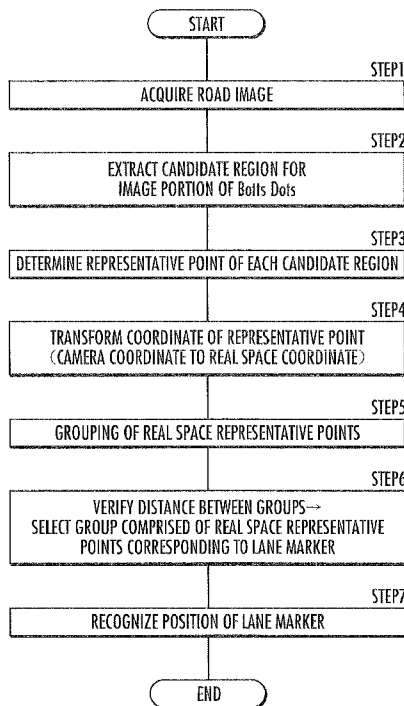 START
STEP1
ACQUIRE ROAD IMAGE
STEP2
EXTRACT CANDIDATE REGION FOR
IMAGE PORTION OF Botts Dots
STEP3
DETERMINE REPRESENTATIVE POINT OF EACH CANDIDATE REGION
STEP4
TRANSFORM COORDINATE OF REPRESENTATIVE POINT
(CAMERA COORDINATE TO REAL SPACE COORDINATE)
STEP5
GROUPING OF REAL SPACE REPRESENTATIVE POINTS
STEP6
VERIFY DISTANCE BETWEEN GROUPS→
SELECT GROUP COMPRISED OF REAL SPACE REPRESENTATIVE
POINTS CORRESPONDING TO LANE MARKER
STEP7
RECOGNIZE POSITION OF LANE MARKER
END